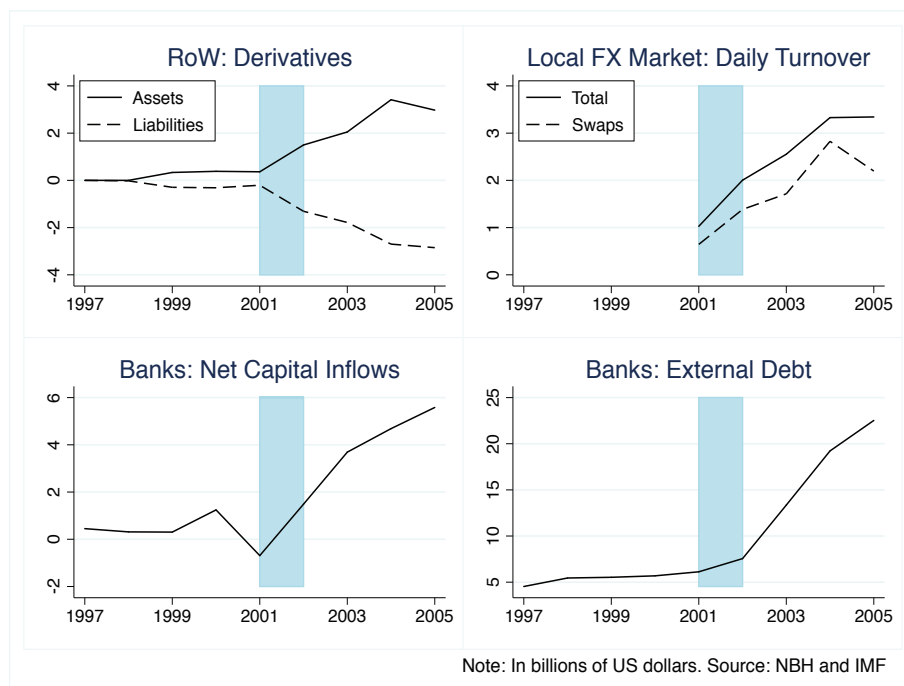 RoW: Derivatives
4
2
0
-2
-4
Assets
Liabilities
1997 1999 2001 2003 2005
Local FX Market: Daily Turnover
4
3
2
1
0
Total
Swaps
1997 1999 2001 2003 2005
Banks: Net Capital Inflows
6
4
2
0
-2
1997 1999 2001 2003 2005
Banks: External Debt
25
20
15
10
5
1997 1999 2001 2003 2005
Note: In billions of US dollars. Source: NBH and IMF